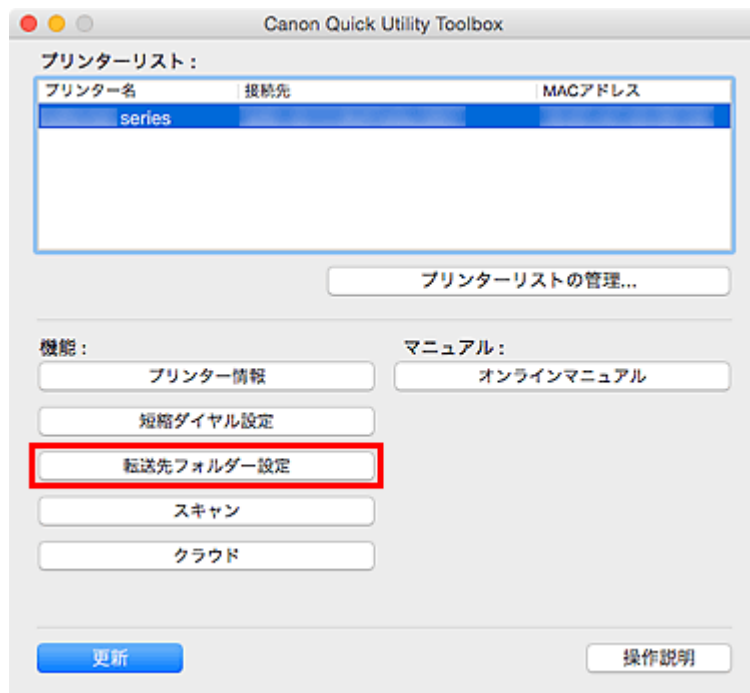 Canon Quick Utility Toolbox
プリンターリスト：
プリンター名 接続先 MACアドレス
series
プリンターリストの管理...
機能： マニュアル：
プリンター情報 オンラインマニュアル
短縮ダイヤル設定
転送先フォルダー設定
スキャン
クラウド
更新 操作説明